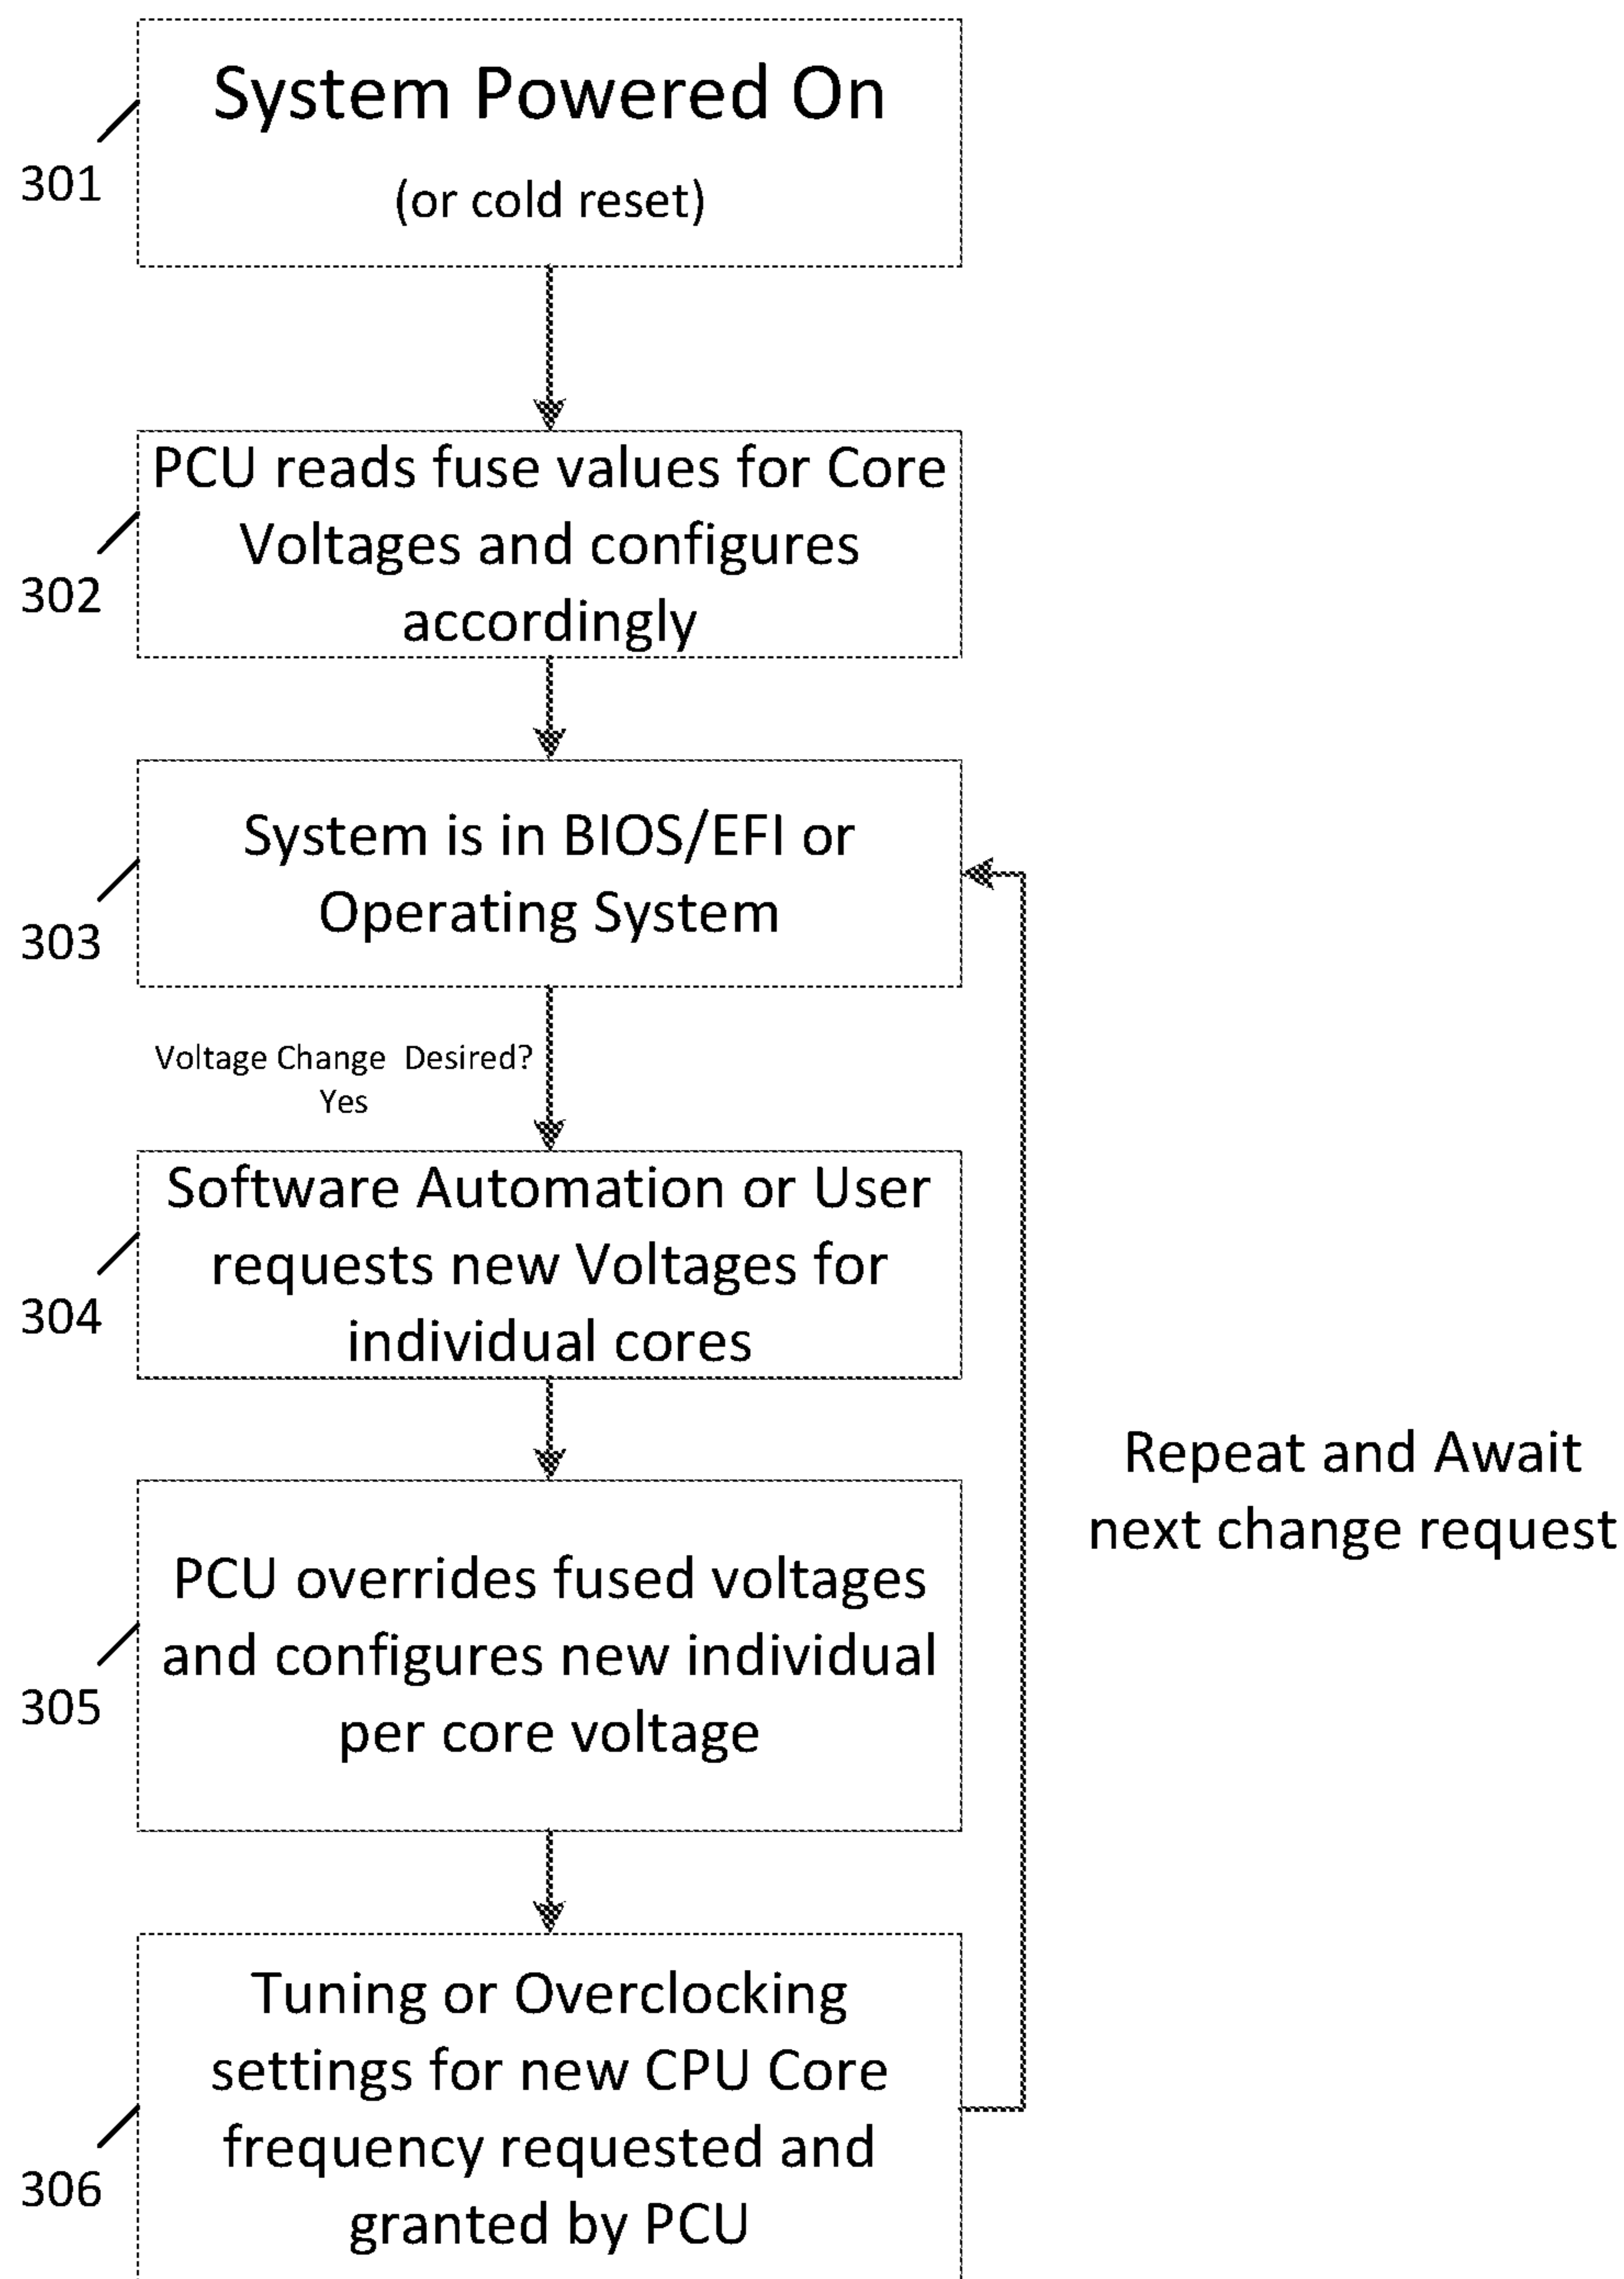 System Powered On
(or cold reset)
301
PCU reads fuse values for Core
Voltages and configures
accordingly
302
System is in BIOS/EFI or
Operating System
303
Voltage Change Desired?
Yes
Software Automation or User
requests new Voltages for
individual cores
304
Repeat and Await
next change request
PCU overrides fused voltages
and configures new individual
per core voltage
305
Tuning or Overclocking
settings for new CPU Core
frequency requested and
granted by PCU
306